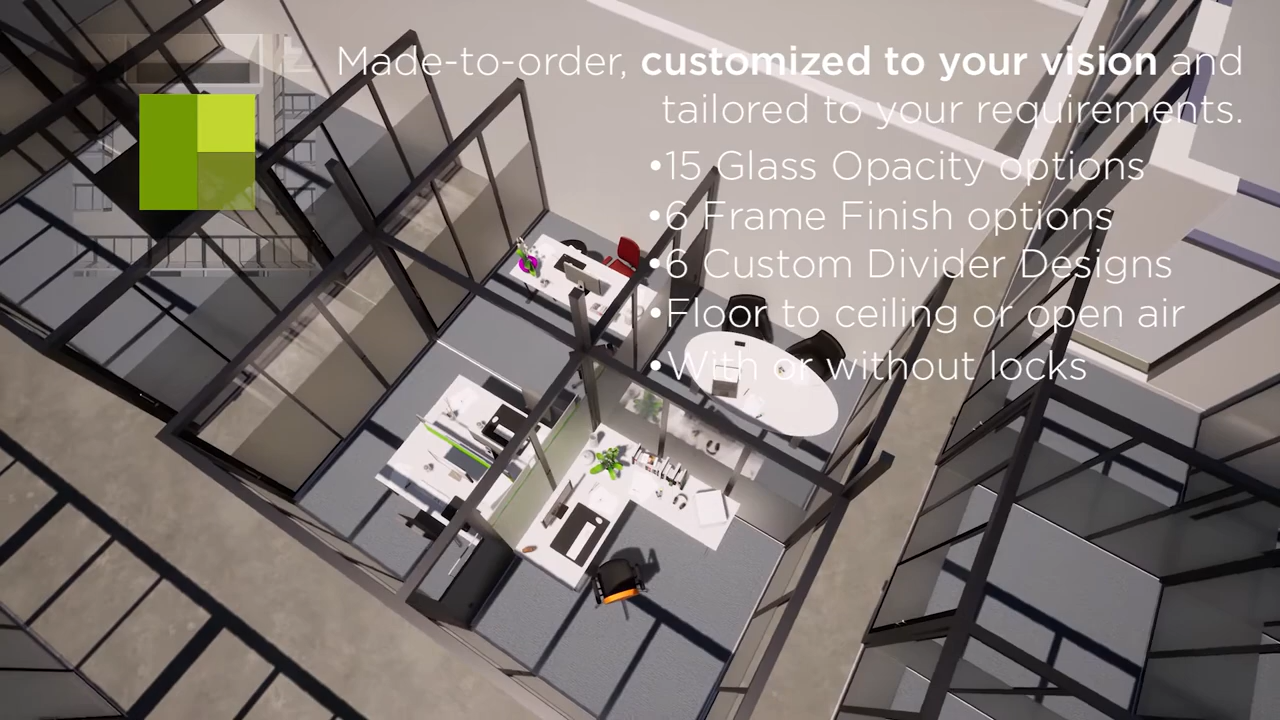 Made-to-order, customized to your vision and
tailored to your requirements.
•15 Glass Opacity options
•6 Frame Finish options
•6 Custom Divider Designs
•Floor to ceiling or open air
•With or without locks